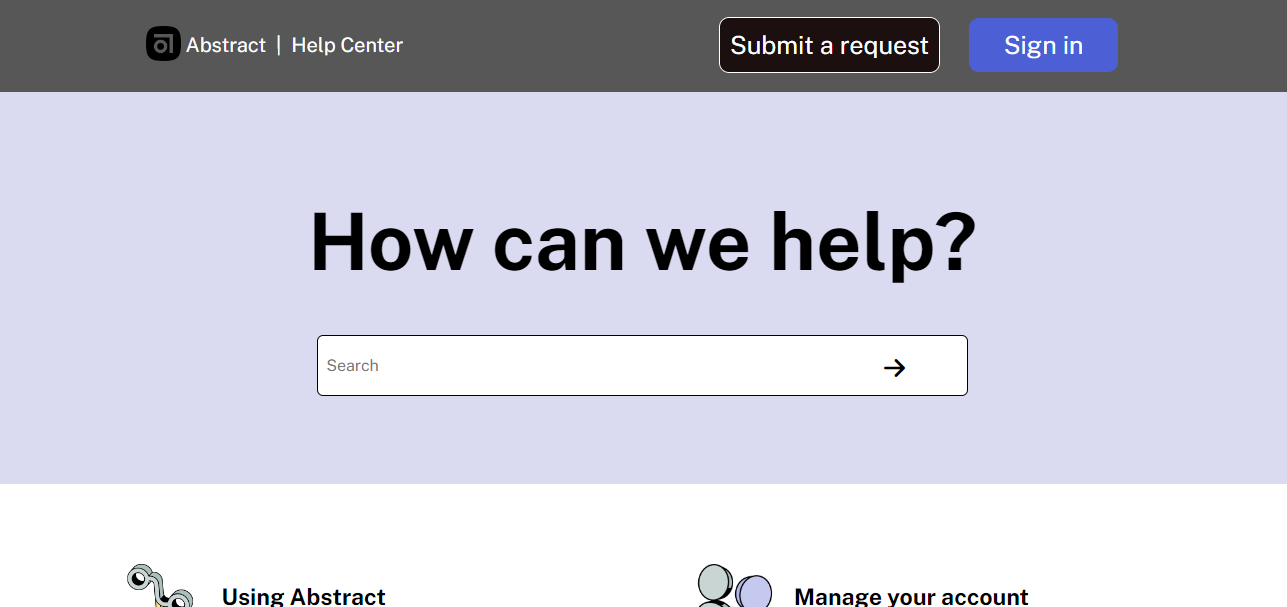 Abstract | Help Center
Submit a request
Sign in
How can we help?
Search
Using Abstract
Manage your account